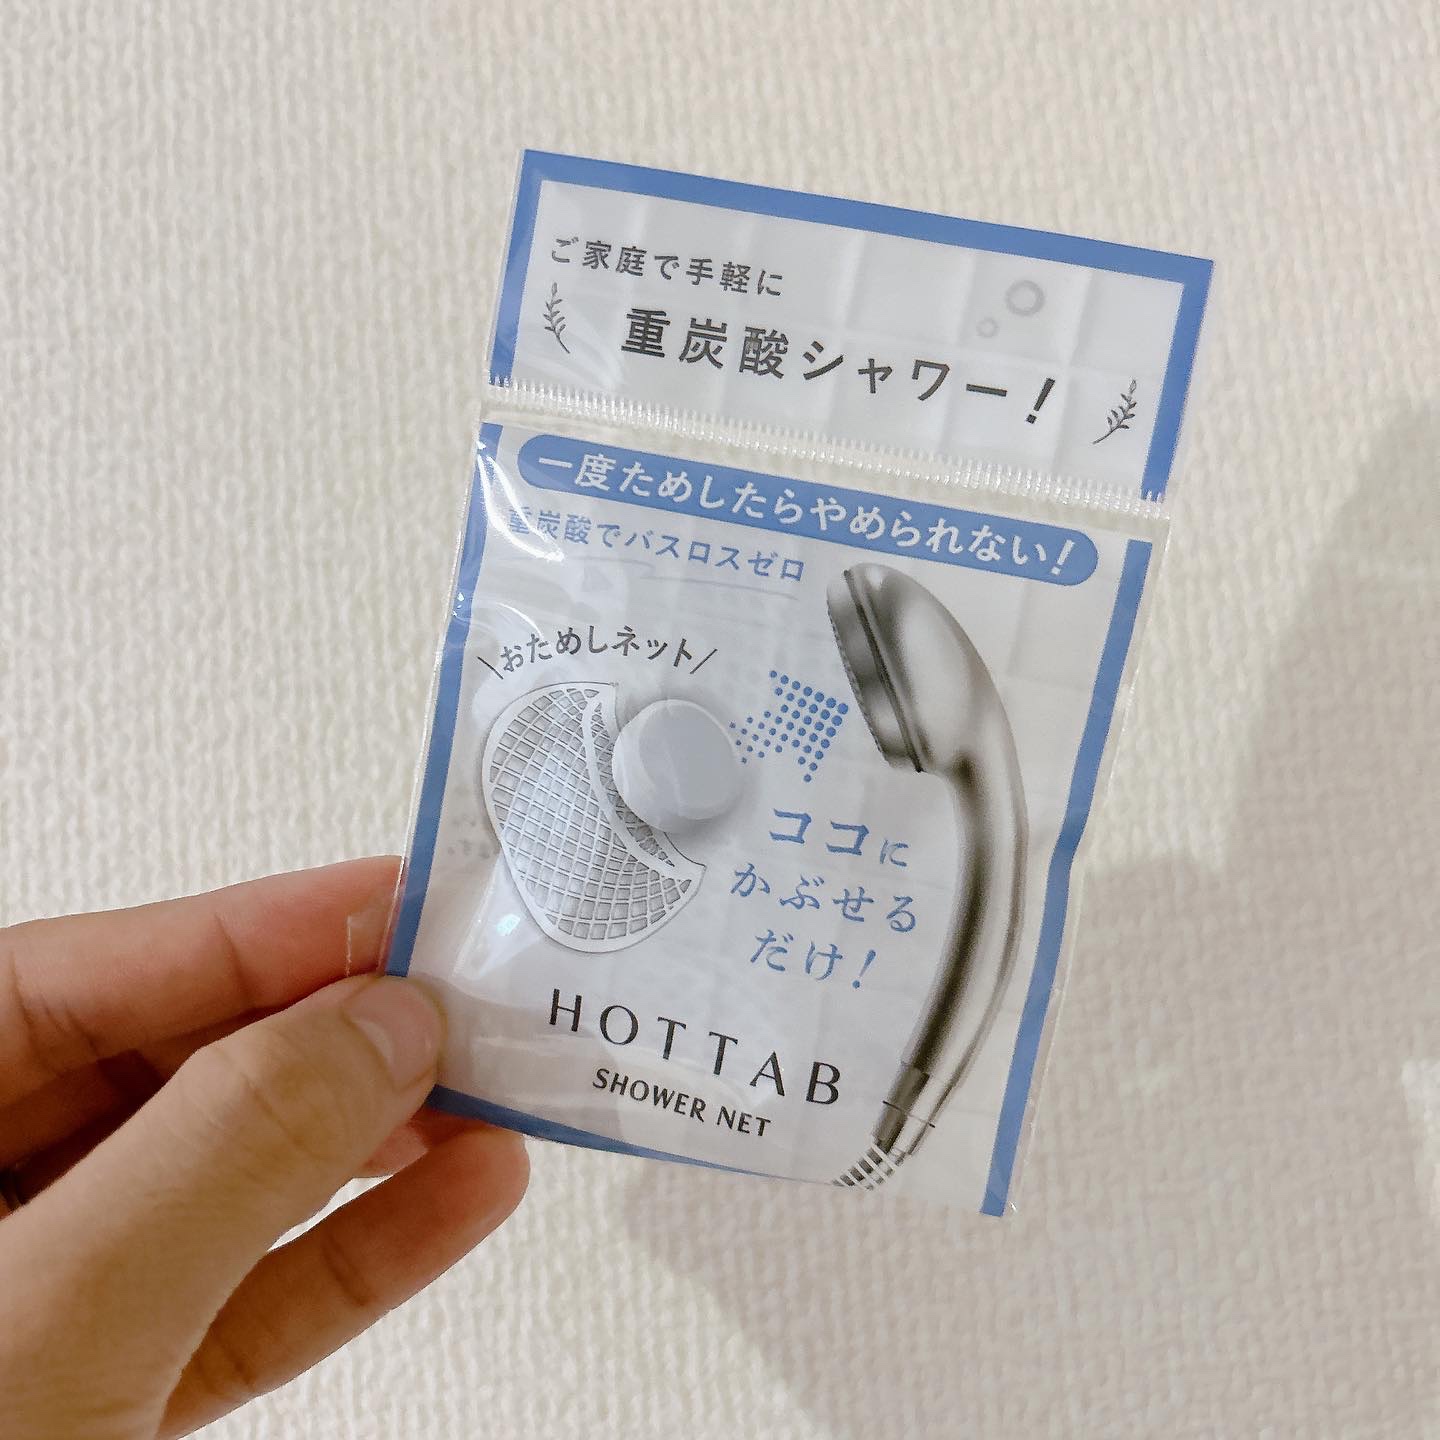 ご家庭で手軽に
重炭酸シャワー！
一度ためしたらやめられない！
重炭酸でバスロスゼロ
\おためしネット/
ココに
かぶせる
だけ！
HOTTAB
SHOWER NET